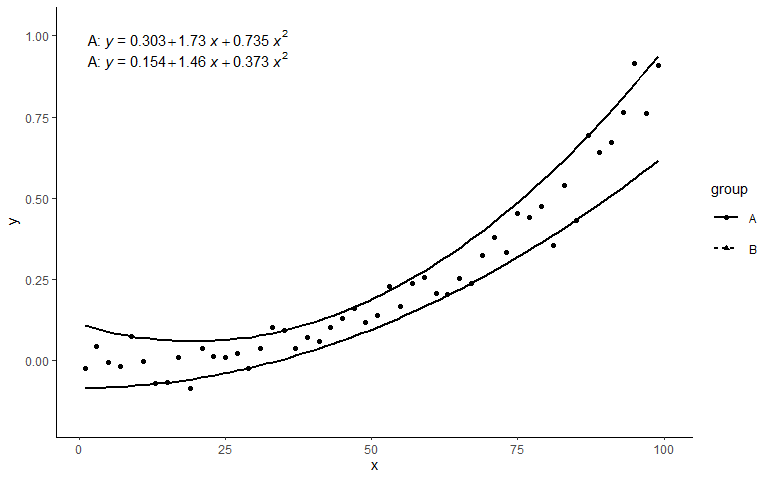 A: y = 0.303 + 1.73 x + 0.735 x²
A: y = 0.154 + 1.46 x + 0.373 x²
1.00
0.75
0.50
0.25
0.00
y
0 25 50 75 100
x
group
A
B